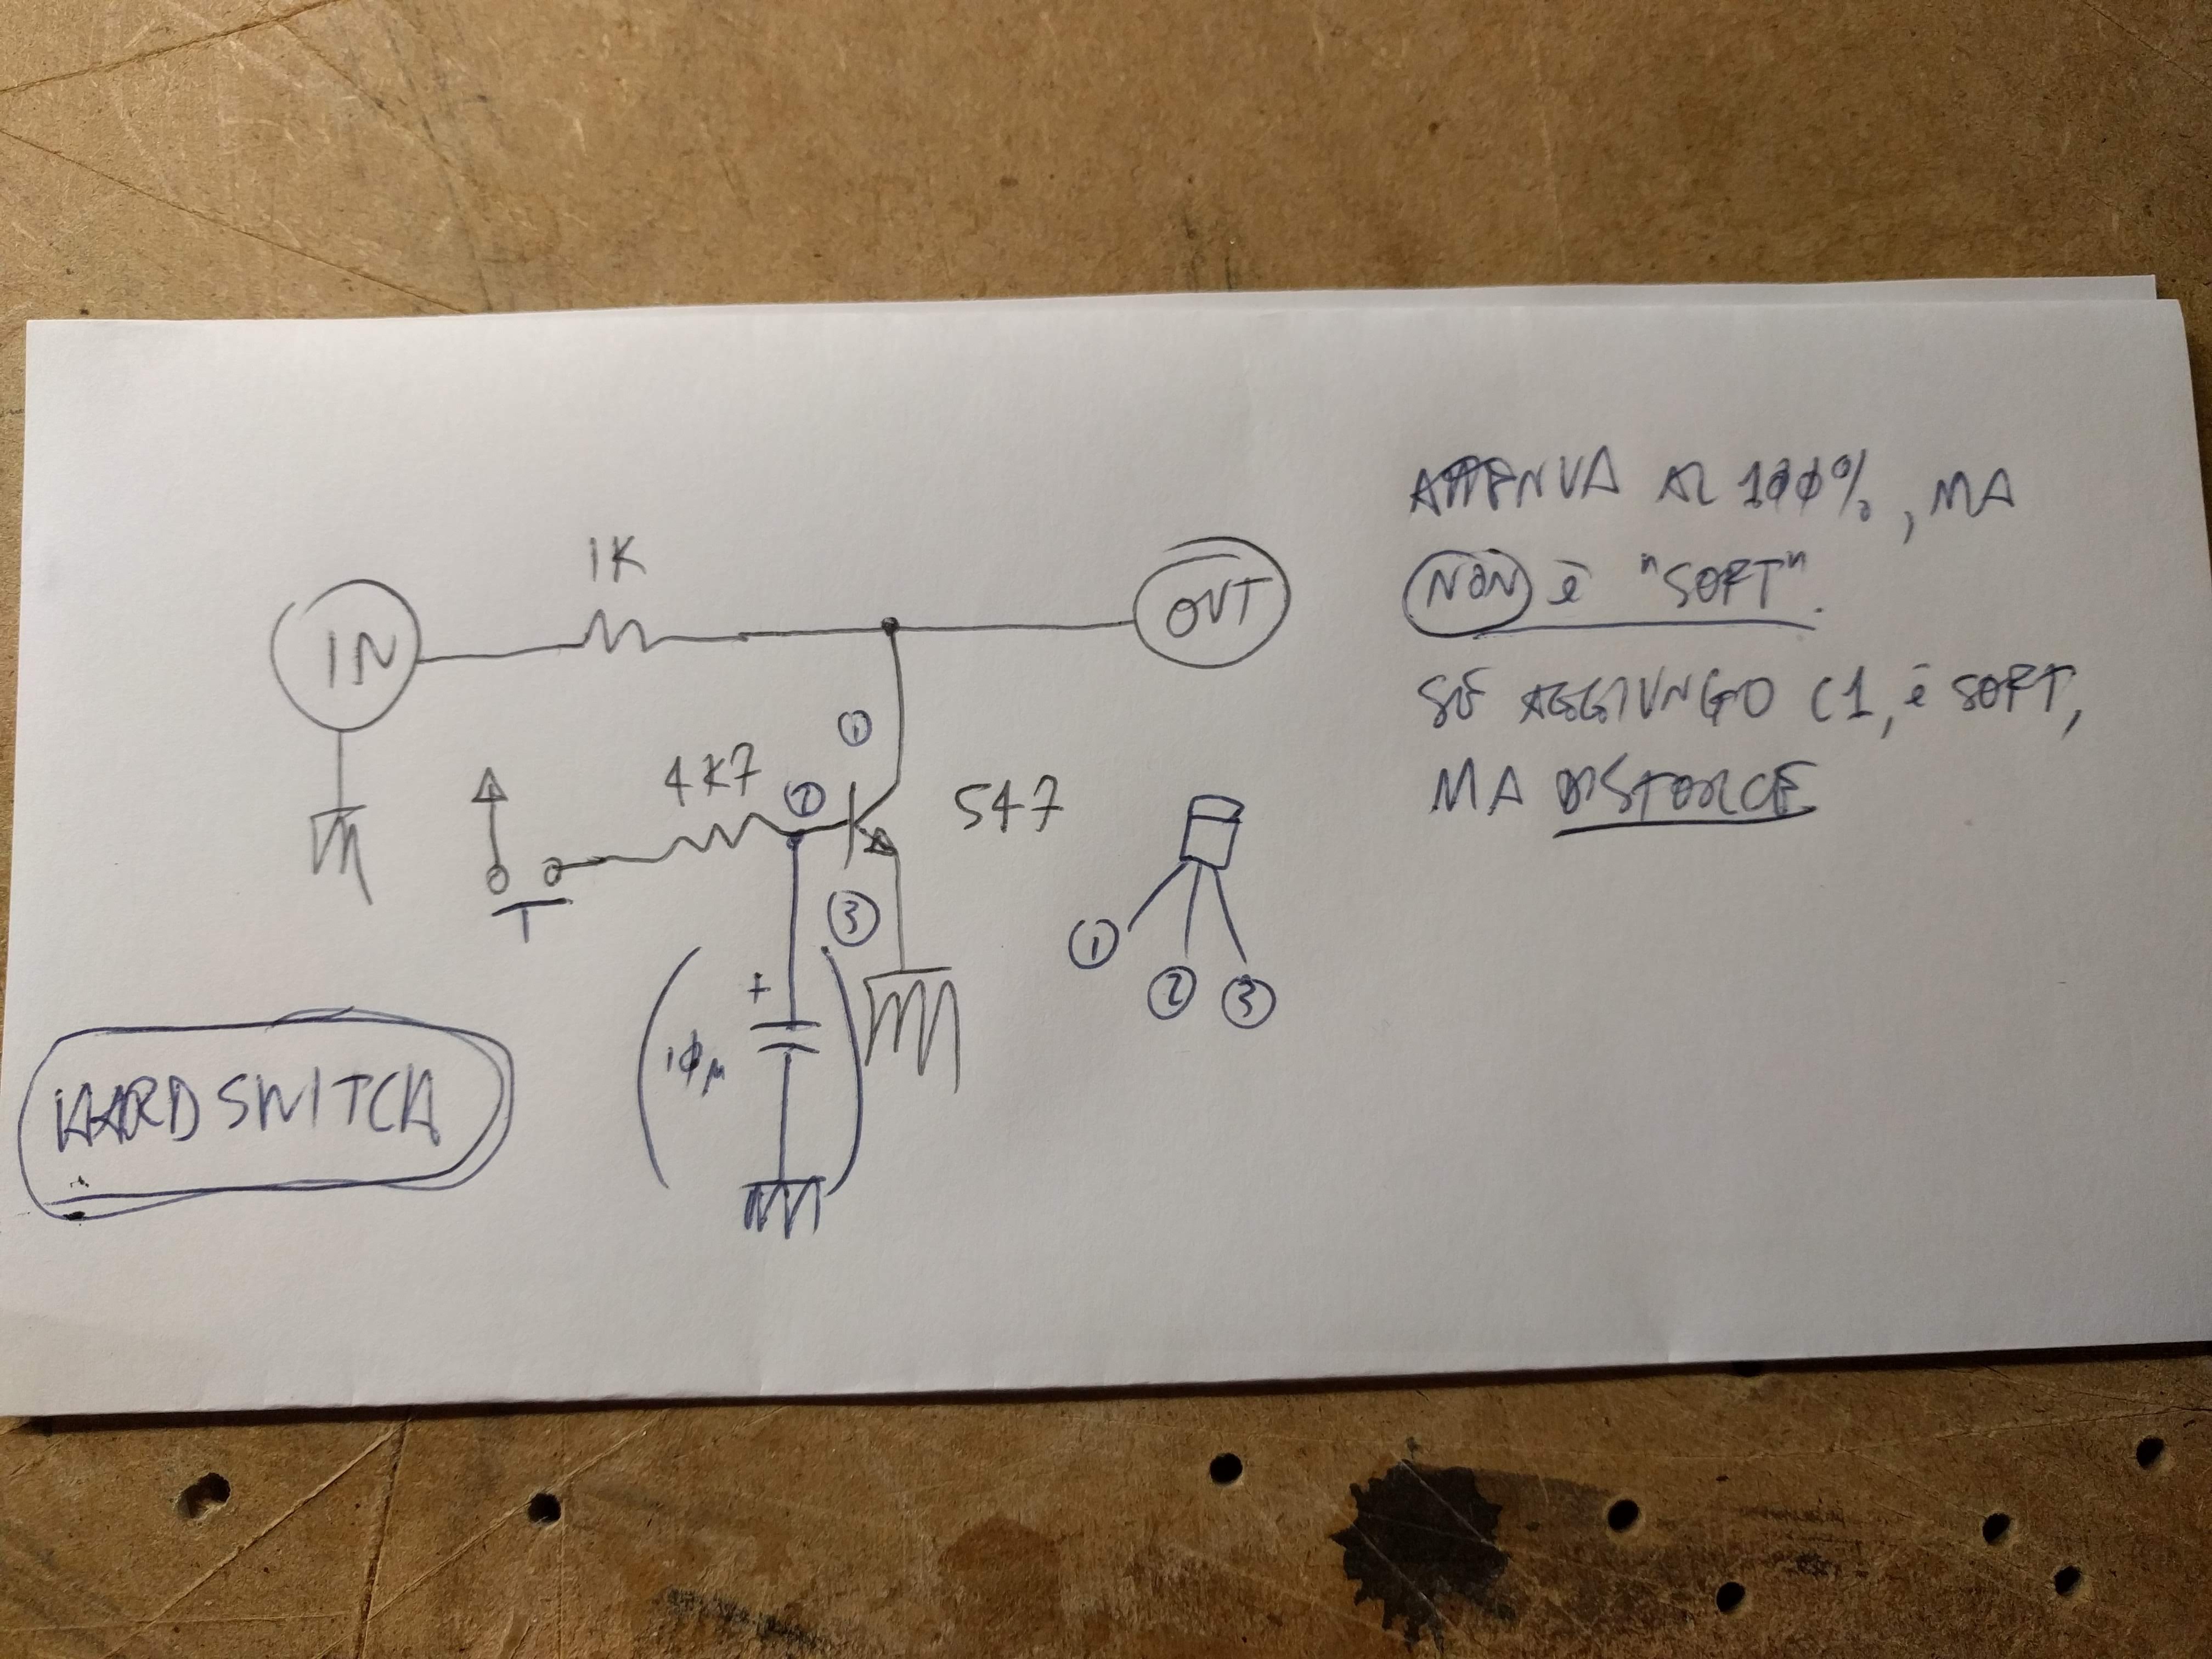 1K
IN
OUT
①
4K7
②
547
③
+
10μ
① ② ③
HARD SWITCH
ATTENUA AL 100%, MA
NON è "SOFT".
SE AGGIUNGO C1, è SOFT,
MA DISTORCE